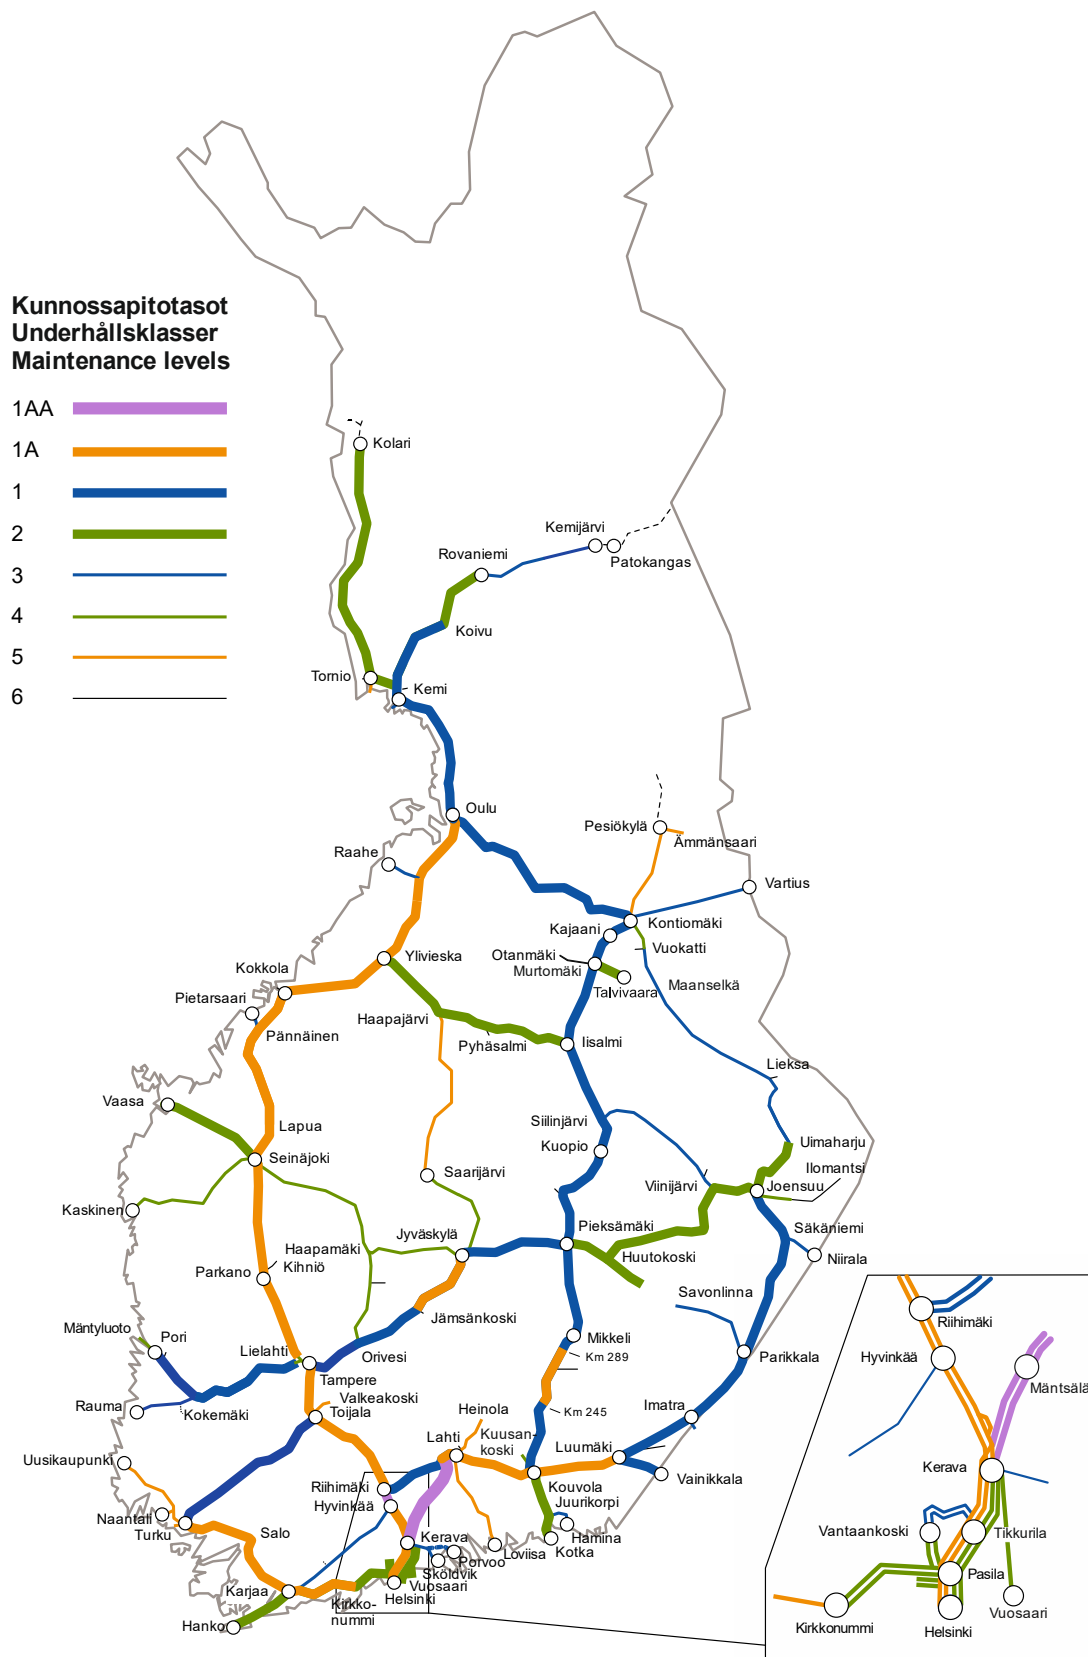 Kunnossapitotasot
Underhållsklasser
Maintenance levels
1AA
1A
1
2
3
4
5
6
Kolari
Kemijärvi
Patokangas
Rovaniemi
Koivu
Tornio
Kemi
Oulu
Raahe
Pesiökylä
Ämmänsaari
Vartius
Kontiomäki
Kajaani
Vuokatti
Otanmäki
Murtomäki
Talvivaara
Maanselkä
Ylivieska
Kokkola
Pietarsaari
Pännäinen
Haapajärvi
Pyhäsalmi
Iisalmi
Lieksa
Vaasa
Lapua
Siilinjärvi
Kuopio
Uimaharju
Ilomantsi
Seinäjoki
Saarijärvi
Viinijärvi
Joensuu
Kaskinen
Jyväskylä
Pieksämäki
Säkäniemi
Huutokoski
Niirala
Haapamäki
Kihniö
Parkano
Savonlinna
Jämsänkoski
Mäntyluoto
Pori
Lielahti
Orivesi
Mikkeli
Km 289
Parikkala
Tampere
Valkeakoski
Toijala
Rauma
Kokemäki
Heinola
Km 245
Imatra
Kuusan-
koski
Lahti
Luumäki
Uusikaupunki
Vainikkala
Riihimäki
Hyvinkää
Kouvola
Juurikorpi
Naantali
Turku
Salo
Hamina
Kotka
Kerava
Porvoo
Sköldvik
Loviisa
Vuosaari
Helsinki
Karjaa
Kirkko-
nummi
Hanko
Riihimäki
Hyvinkää
Mäntsälä
Kerava
Vantaankoski
Tikkurila
Pasila
Vuosaari
Kirkkonummi
Helsinki